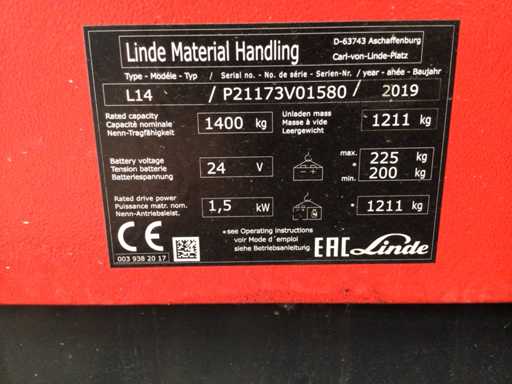 Linde Material Handling
D-63743 Aschaffenburg
Carl-von-Linde-Platz
Type - Modéle - Typ / Serial no. - No. de série - Serien-Nr. / year - ahée - Baujahr
L14 / P21173V01580 / 2019
Rated capacity
Capacité nominale
Nenn-Tragfähigkeit
1400 kg
Unladen mass
Masse à vide
Leergewicht
1211 kg
Battery voltage
Tension batterie
Batteriespannung
24 V
max.
*
min.
225 kg
200 kg
Rated drive power
Puissance matr. nom.
Nenn-Antriebsleist.
1,5 kW
* 1211 kg
*see Operating instructions
voir Mode d´emploi
siehe Betriebsanleitung
CE
003 938 20 17
EAC Linde